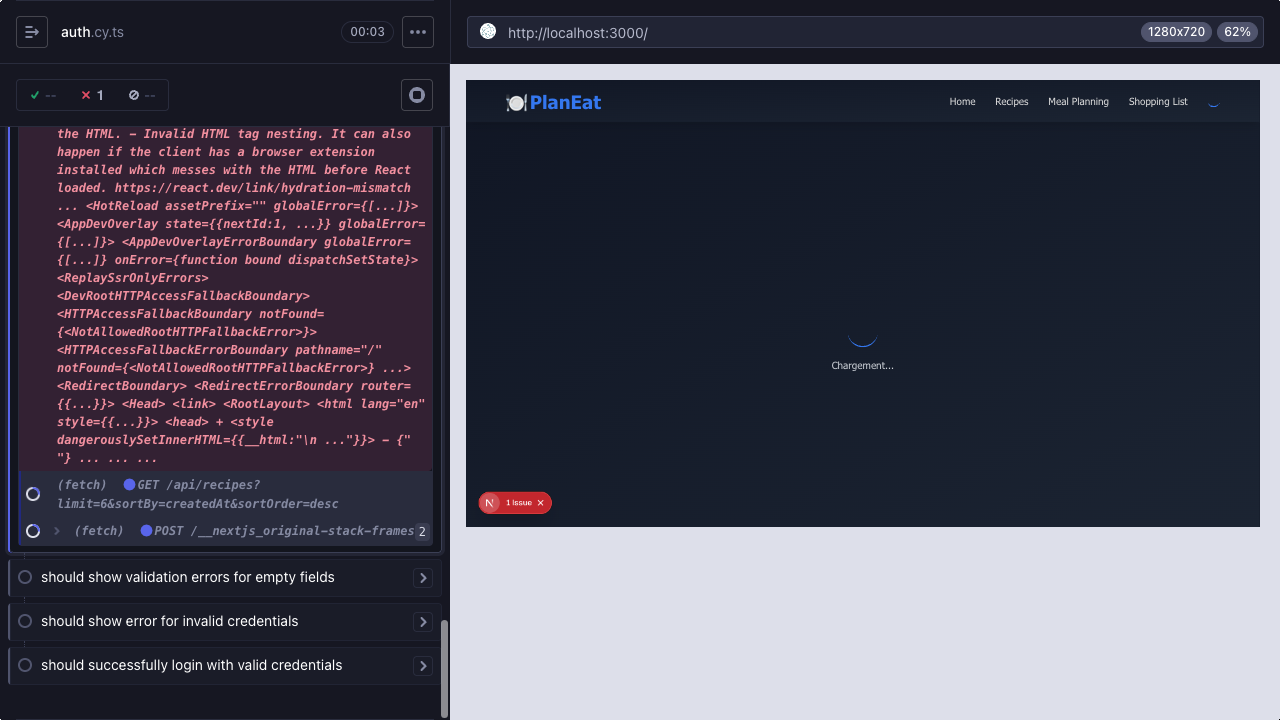 auth.cy.ts
00:03
--
1
--
the HTML. - Invalid HTML tag nesting. It can also
happen if the client has a browser extension
installed which messes with the HTML before React
loaded. https://react.dev/link/hydration-mismatch
... <HotReload assetPrefix="" globalError={[...]}>
<AppDevOverlay state={{nextId:1, ...}} globalError=
{[...]}> <AppDevOverlayErrorBoundary globalError=
{[...]} onError={function bound dispatchSetState}>
<ReplaySsrOnlyErrors>
<DevRootHTTPAccessFallbackBoundary>
<HTTPAccessFallbackBoundary notFound=
{<NotAllowedRootHTTPFallbackError>}>
<HTTPAccessFallbackErrorBoundary pathname="/"
notFound={<NotAllowedRootHTTPFallbackError>} ...>
<RedirectBoundary> <RedirectErrorBoundary router=
{{...}}> <Head> <link> <RootLayout> <html lang="en"
style={{...}}> <head> + <style
dangerouslySetInnerHTML={{__html:"\n ..."}}> - {"
"} ... ... ...
(fetch) GET /api/recipes?
limit=6&sortBy=createdAt&sortOrder=desc
(fetch) POST /__nextjs_original-stack-frames 2
should show validation errors for empty fields
should show error for invalid credentials
should successfully login with valid credentials
http://localhost:3000/
1280x720
62%
PlanEat
Home
Recipes
Meal Planning
Shopping List
Chargement...
N
1 Issue